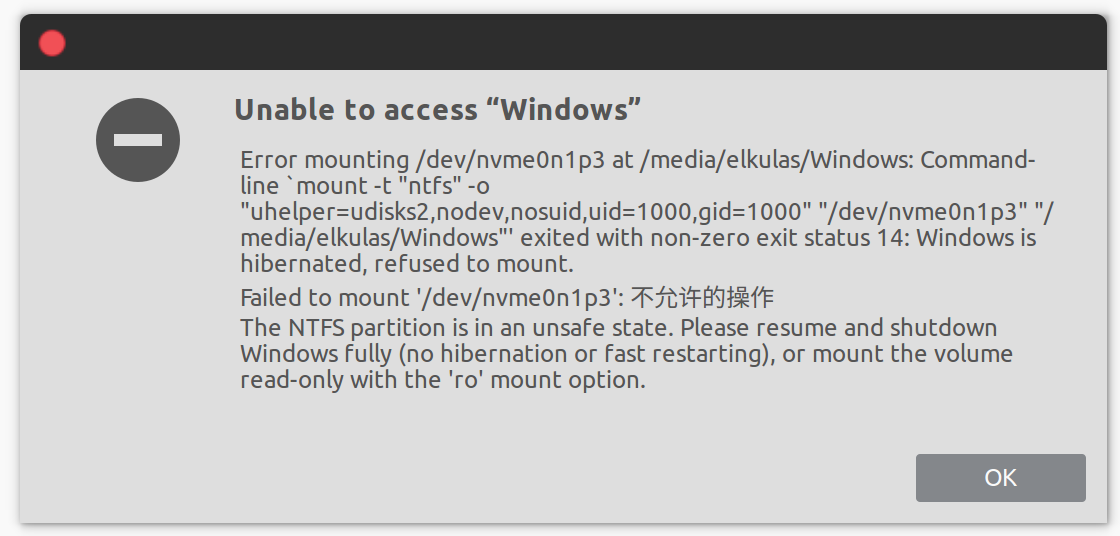 Unable to access “Windows”
Error mounting /dev/nvme0n1p3 at /media/elkulas/Windows: Command-
line `mount -t "ntfs" -o
"uhelper=udisks2,nodev,nosuid,uid=1000,gid=1000" "/dev/nvme0n1p3" "/
media/elkulas/Windows"' exited with non-zero exit status 14: Windows is
hibernated, refused to mount.
Failed to mount '/dev/nvme0n1p3': 不允许的操作
The NTFS partition is in an unsafe state. Please resume and shutdown
Windows fully (no hibernation or fast restarting), or mount the volume
read-only with the 'ro' mount option.
OK